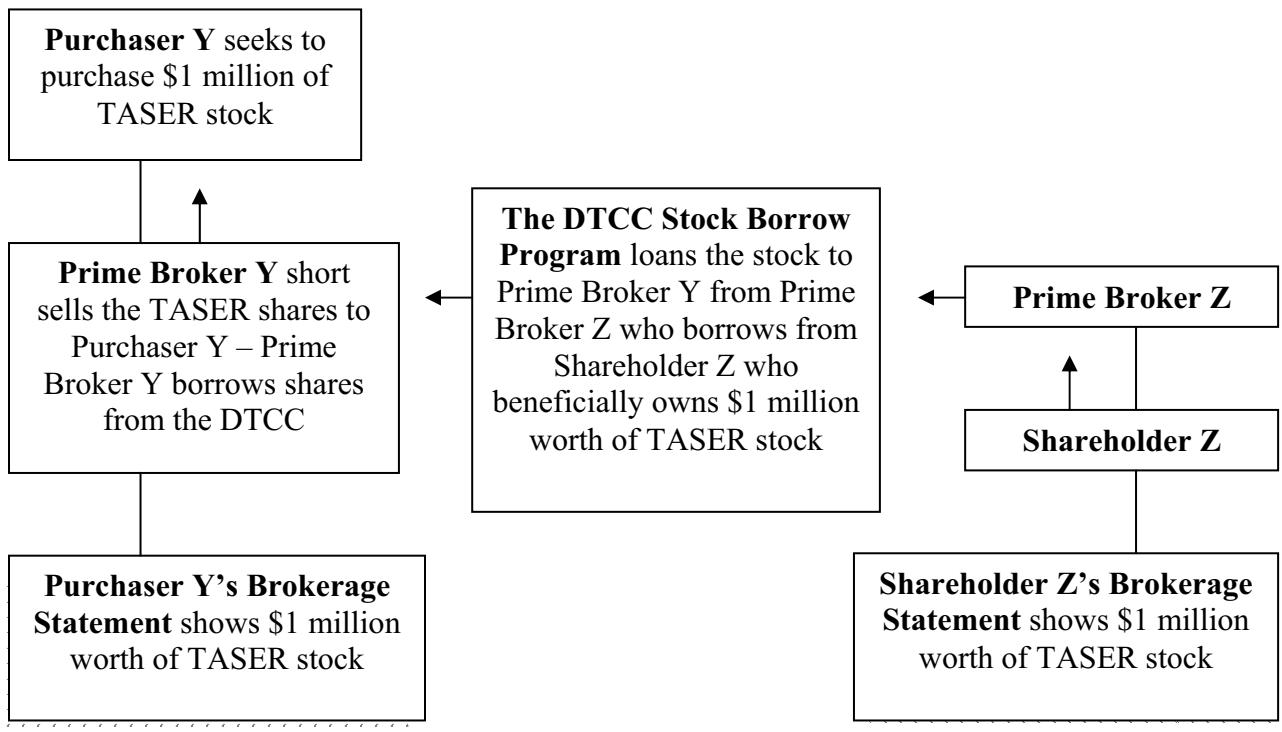 Purchaser Y seeks to
purchase $1 million of
TASER stock
Prime Broker Y short
sells the TASER shares to
Purchaser Y – Prime
Broker Y borrows shares
from the DTCC
Purchaser Y’s Brokerage
Statement shows $1 million
worth of TASER stock
The DTCC Stock Borrow
Program loans the stock to
Prime Broker Y from Prime
Broker Z who borrows from
Shareholder Z who
beneficially owns $1 million
worth of TASER stock
Prime Broker Z
Shareholder Z
Shareholder Z’s Brokerage
Statement shows $1 million
worth of TASER stock